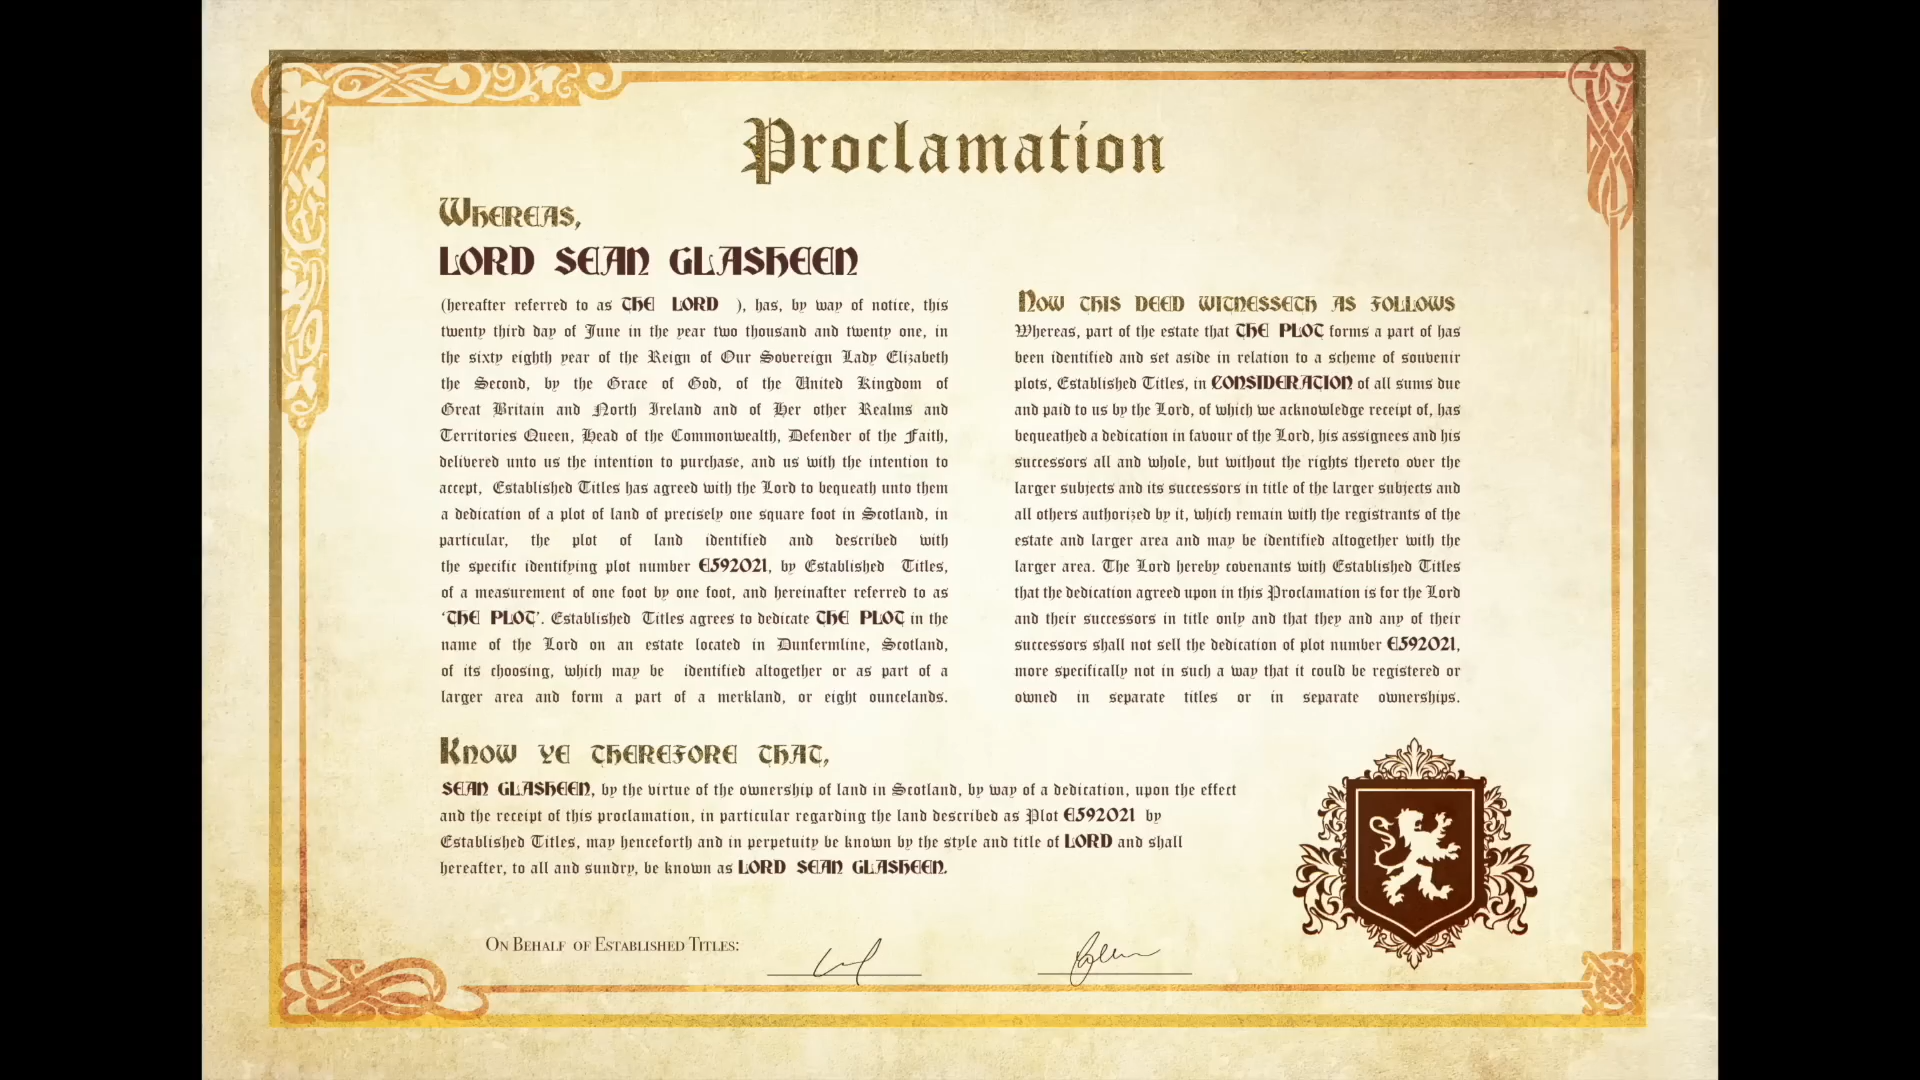 Proclamation
Whereas,
LORD SEAN GLASHEEN
(hereafter referred to as THE LORD ), has, by way of notice, this
twenty third day of June in the year two thousand and twenty one, in
the sixty eighth year of the Reign of Our Sovereign Lady Elizabeth
the Second, by the Grace of God, of the United Kingdom of
Great Britain and North Ireland and of Her other Realms and
Territories Queen, Head of the Commonwealth, Defender of the Faith,
delivered unto us the intention to purchase, and us with the intention to
accept, Established Titles has agreed with the Lord to bequeath unto them
a dedication of a plot of land of precisely one square foot in Scotland, in
particular, the plot of land identified and described with
the specific identifying plot number E592021, by Established Titles,
of a measurement of one foot by one foot, and hereinafter referred to as
‘THE PLOT’. Established Titles agrees to dedicate THE PLOT in the
name of the Lord on an estate located in Dunfermline, Scotland,
of its choosing, which may be identified altogether or as part of a
larger area and form a part of a merkland, or eight ouncelands.
Now this deed witnesseth as follows
Whereas, part of the estate that THE PLOT forms a part of has
been identified and set aside in relation to a scheme of souvenir
plots, Established Titles, in CONSIDERATION of all sums due
and paid to us by the Lord, of which we acknowledge receipt of, has
bequeathed a dedication in favour of the Lord, his assignees and his
successors all and whole, but without the rights thereto over the
larger subjects and its successors in title of the larger subjects and
all others authorized by it, which remain with the registrants of the
estate and larger area and may be identified altogether with the
larger area. The Lord hereby covenants with Established Titles
that the dedication agreed upon in this Proclamation is for the Lord
and their successors in title only and that they and any of their
successors shall not sell the dedication of plot number E592021,
more specifically not in such a way that it could be registered or
owned in separate titles or in separate ownerships.
Know ye therefore that,
SEAN GLASHEEN, by the virtue of the ownership of land in Scotland, by way of a dedication, upon the effect
and the receipt of this proclamation, in particular regarding the land described as Plot E592021 by
Established Titles, may henceforth and in perpetuity be known by the style and title of LORD and shall
hereafter, to all and sundry, be known as LORD SEAN GLASHEEN.
On Behalf of Established Titles: